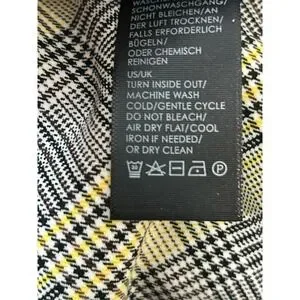 SCHONWASCHGANG/
NICHT BLEICHEN/AN
DER LUFT TROCKNEN/
FALLS ERFORDERLICH
BÜGELN/
ODER CHEMISCH
REINIGEN
US/UK
TURN INSIDE OUT/
MACHINE WASH
COLD/GENTLE CYCLE
DO NOT BLEACH/
AIR DRY FLAT/COOL
IRON IF NEEDED/
OR DRY CLEAN
30 P